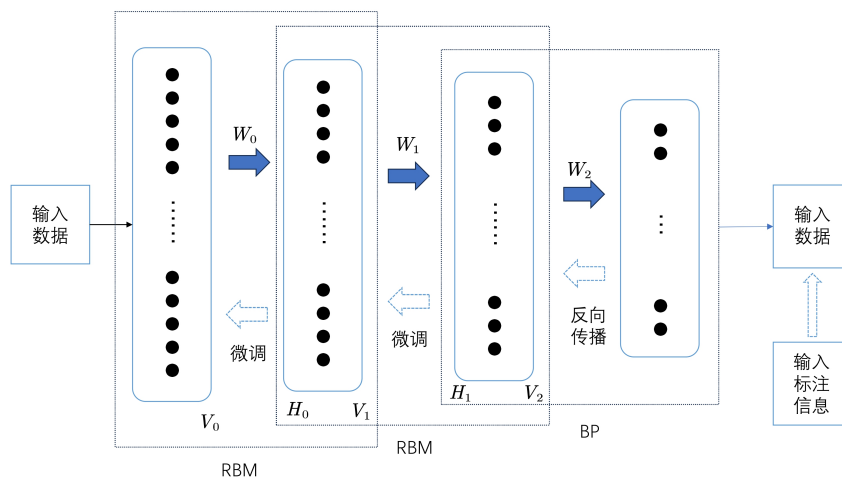 输入
数据
W₀
W₁
W₂
微调
微调
反向
传播
V₀
H₀
V₁
H₁
V₂
RBM
RBM
BP
输入
数据
输入
标注
信息